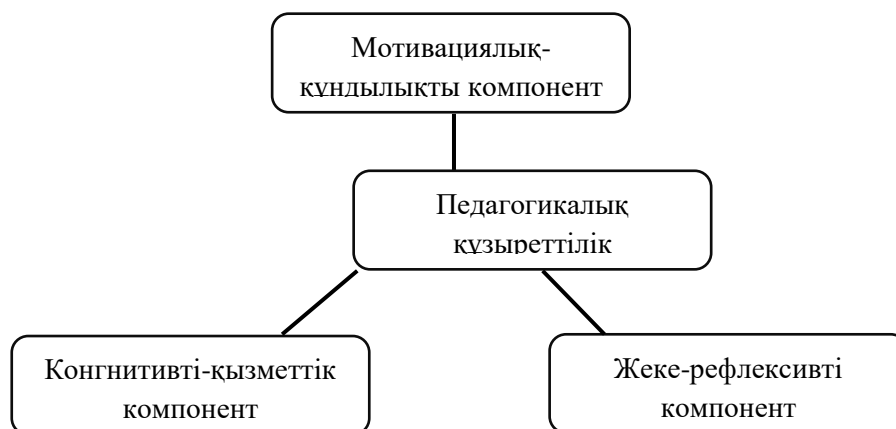 Мотивациялық-
құндылықты компонент
Педагогикалық
құзыреттілік
Конгнитивті-қызметтік
компонент
Жеке-рефлексивті
компонент